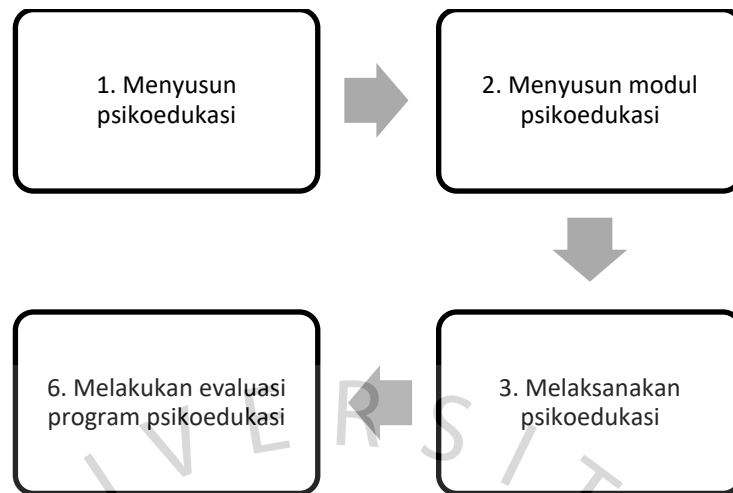 1. Menyusun
psikoedukasi
2. Menyusun modul
psikoedukasi
3. Melaksanakan
psikoedukasi
6. Melakukan evaluasi
program psikoedukasi
I V E R S I T